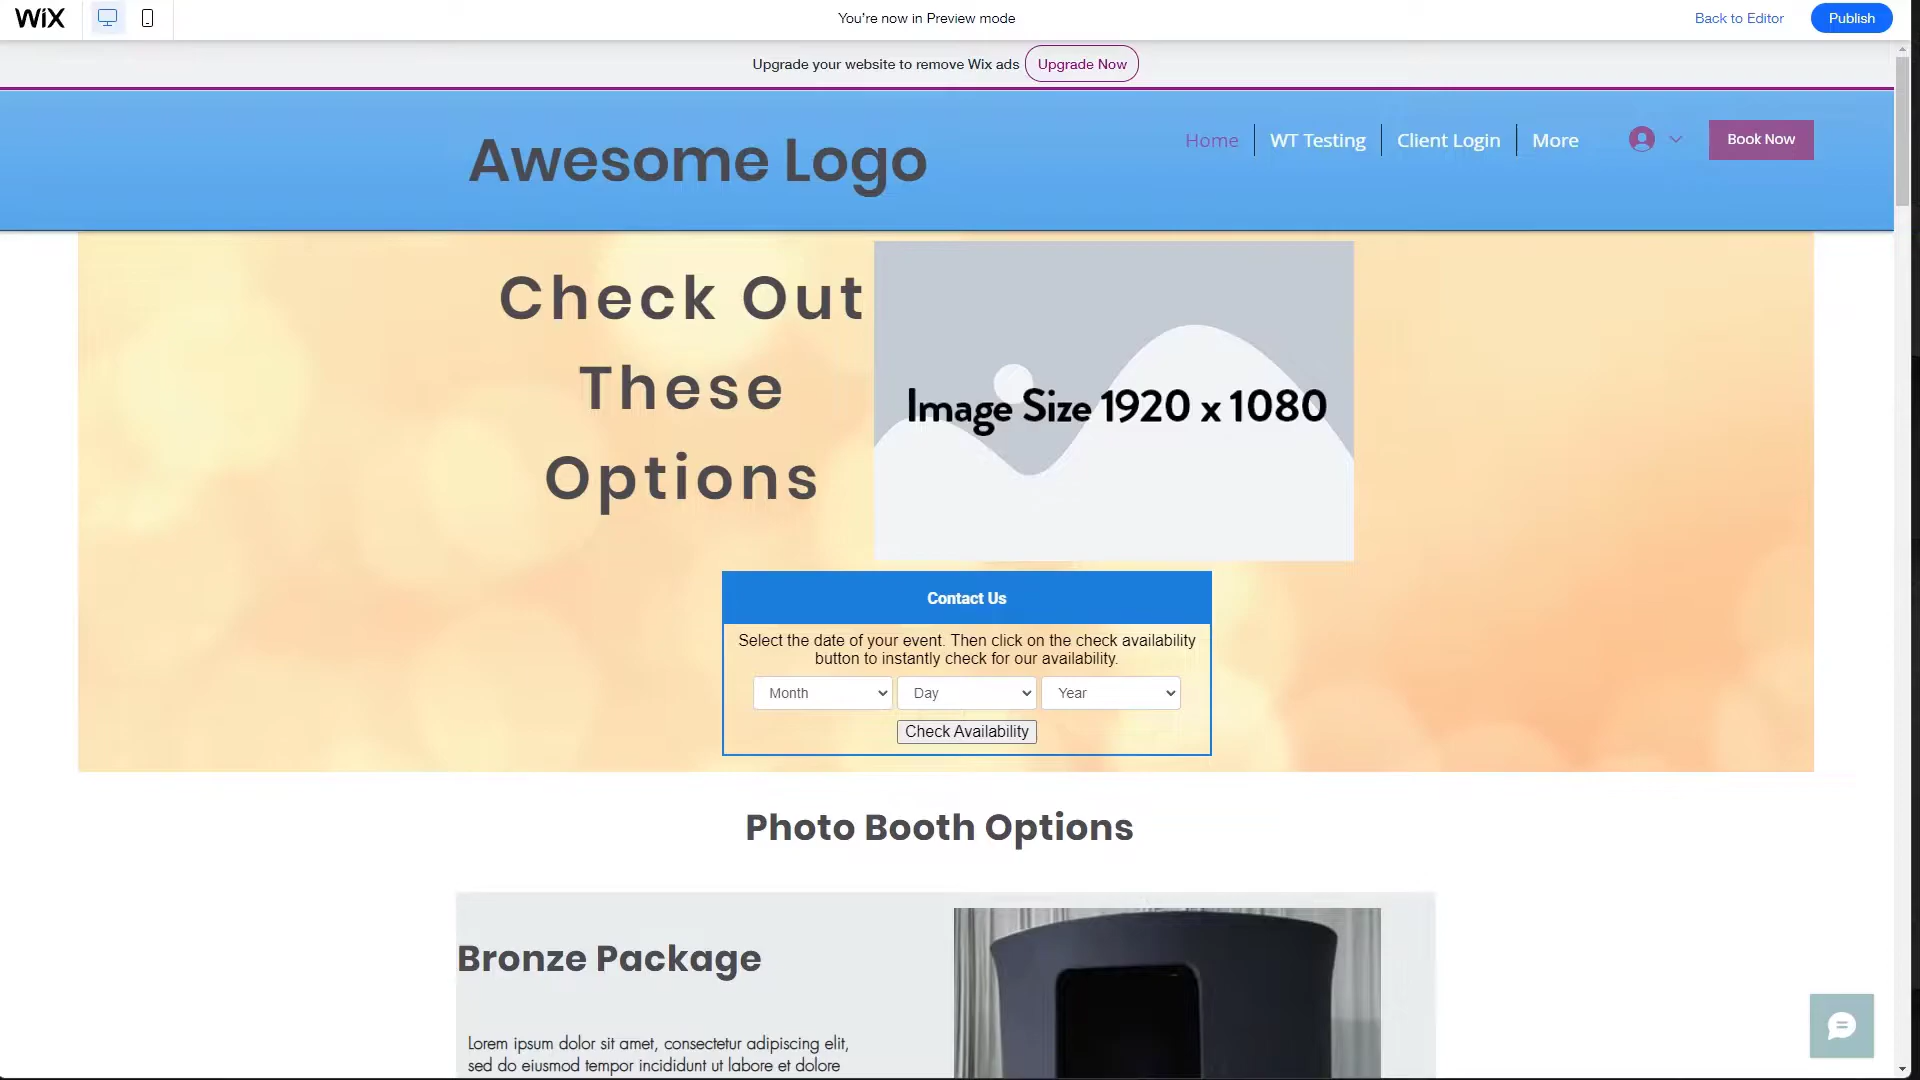 WiX
You're now in Preview mode
Back to Editor
Publish
Upgrade your website to remove Wix ads
Upgrade Now
Awesome Logo
Home
WT Testing
Client Login
More
Book Now
Check Out
These
Options
Image Size 1920 x 1080
Contact Us
Select the date of your event. Then click on the check availability
button to instantly check for our availability.
Month
Day
Year
Check Availability
Photo Booth Options
Bronze Package
Lorem ipsum dolor sit amet, consectetur adipiscing elit,
sed do eiusmod tempor incididunt ut labore et dolore